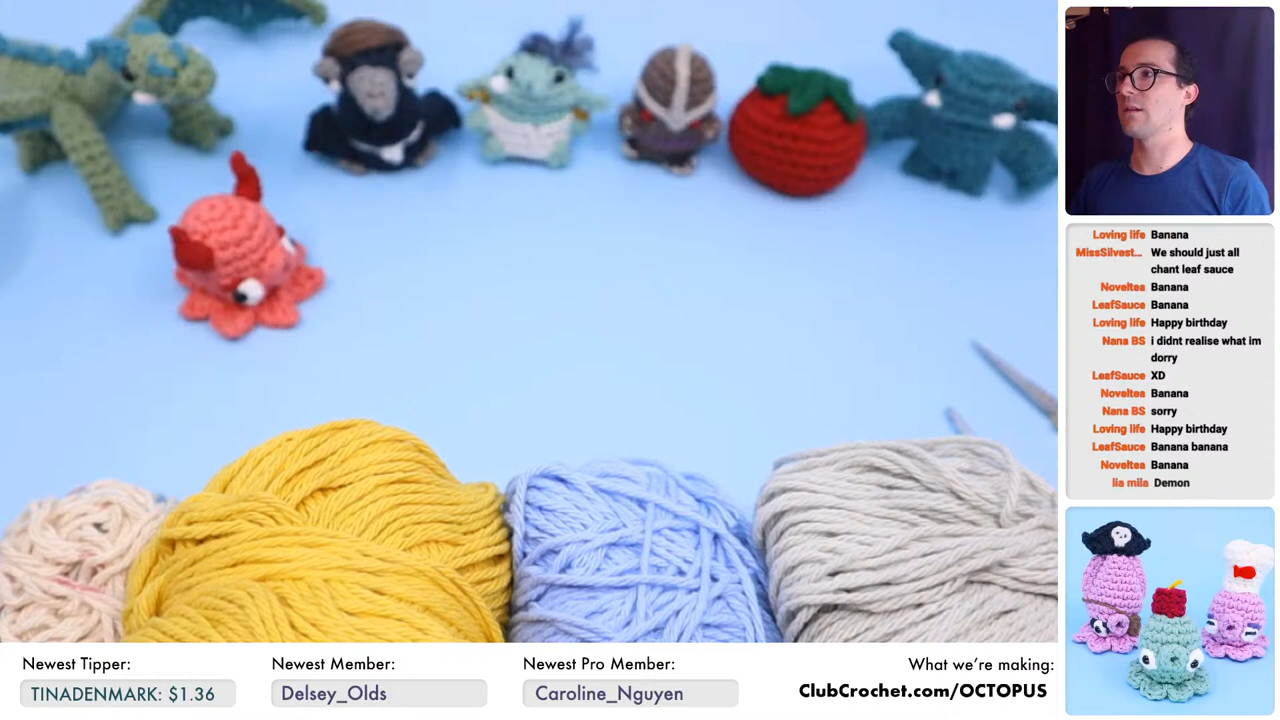 Loving life Banana
MissSilvest... We should just all
chant leaf sauce
Noveltea Banana
LeafSauce Banana
Loving life Happy birthday
Nana BS i didnt realise what im
dorry
LeafSauce XD
Noveltea Banana
Nana BS sorry
Loving life Happy birthday
LeafSauce Banana banana
Noveltea Banana
lia mila Demon
Newest Tipper:
TINADENMARK: $1.36
Newest Member:
Delsey_Olds
Newest Pro Member:
Caroline_Nguyen
What we're making:
ClubCrochet.com/OCTOPUS